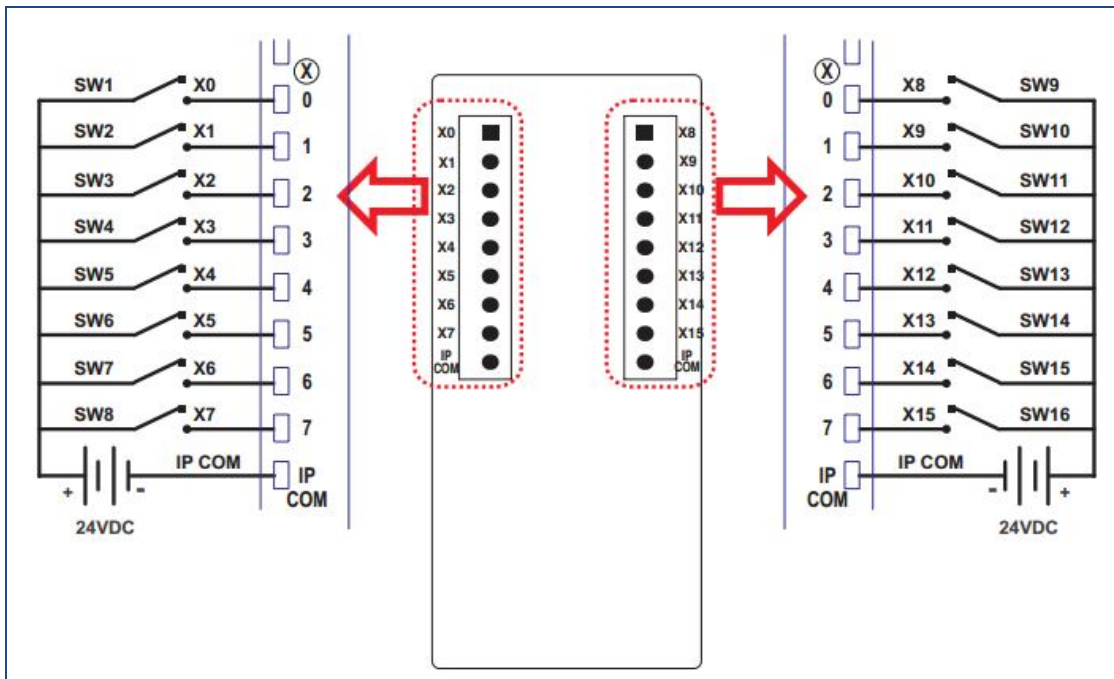 SW1 X0 Ⓧ 0
SW2 X1 1
SW3 X2 2
SW4 X3 3
SW5 X4 4
SW6 X5 5
SW7 X6 6
SW8 X7 7
IP COM IP
COM
+ -
24VDC
X0
X1
X2
X3
X4
X5
X6
X7
IP
COM
X8
X9
X10
X11
X12
X13
X14
X15
IP
COM
Ⓧ 0 X8 SW9
1 X9 SW10
2 X10 SW11
3 X11 SW12
4 X12 SW13
5 X13 SW14
6 X14 SW15
7 X15 SW16
IP IP COM
COM
- +
24VDC